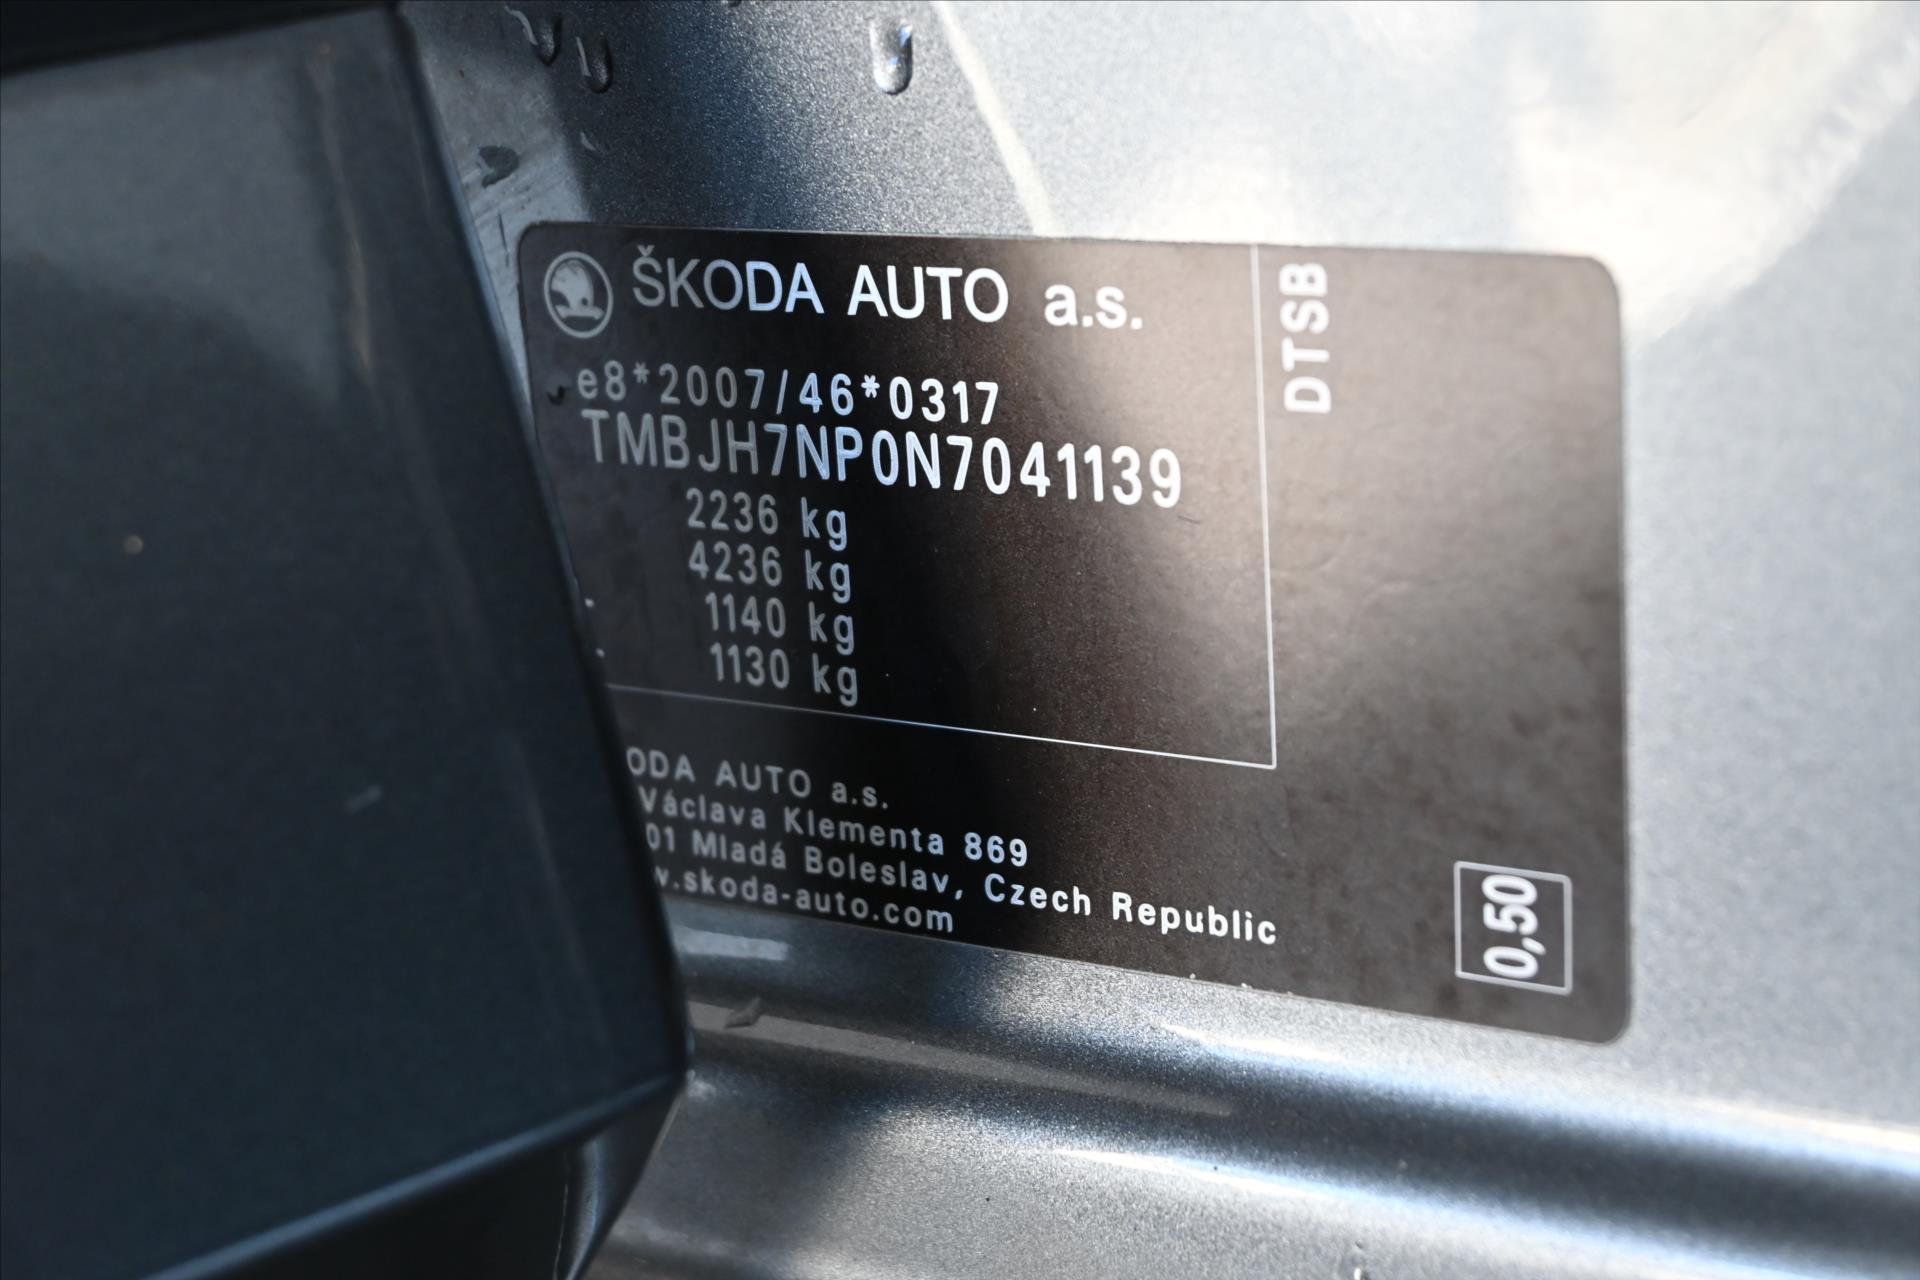 ŠKODA AUTO a.s.
e8*2007/46*0317
TMBJH7NP0N7041139
2236 kg
4236 kg
1140 kg
1130 kg
DTSB
ODA AUTO a.s.
Václava Klementa 869
01 Mladá Boleslav, Czech Republic
w.skoda-auto.com
0,50